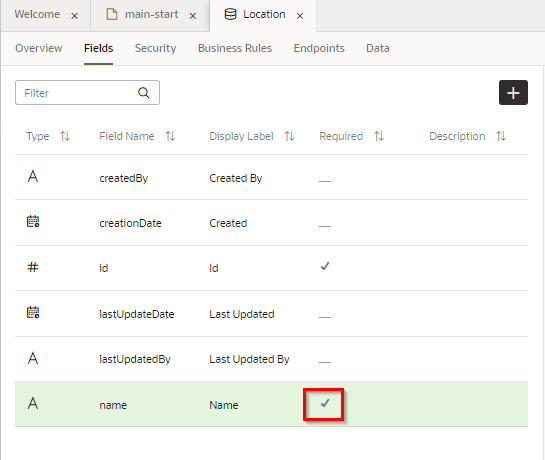 Welcome × main-start × Location ×
Overview Fields Security Business Rules Endpoints Data
Filter +
Type Field Name Display Label Required Description
A createdBy Created By —
creationDate Created —
# id Id ✓
lastUpdateDate Last Updated —
A lastUpdatedBy Last Updated By —
A name Name ✓